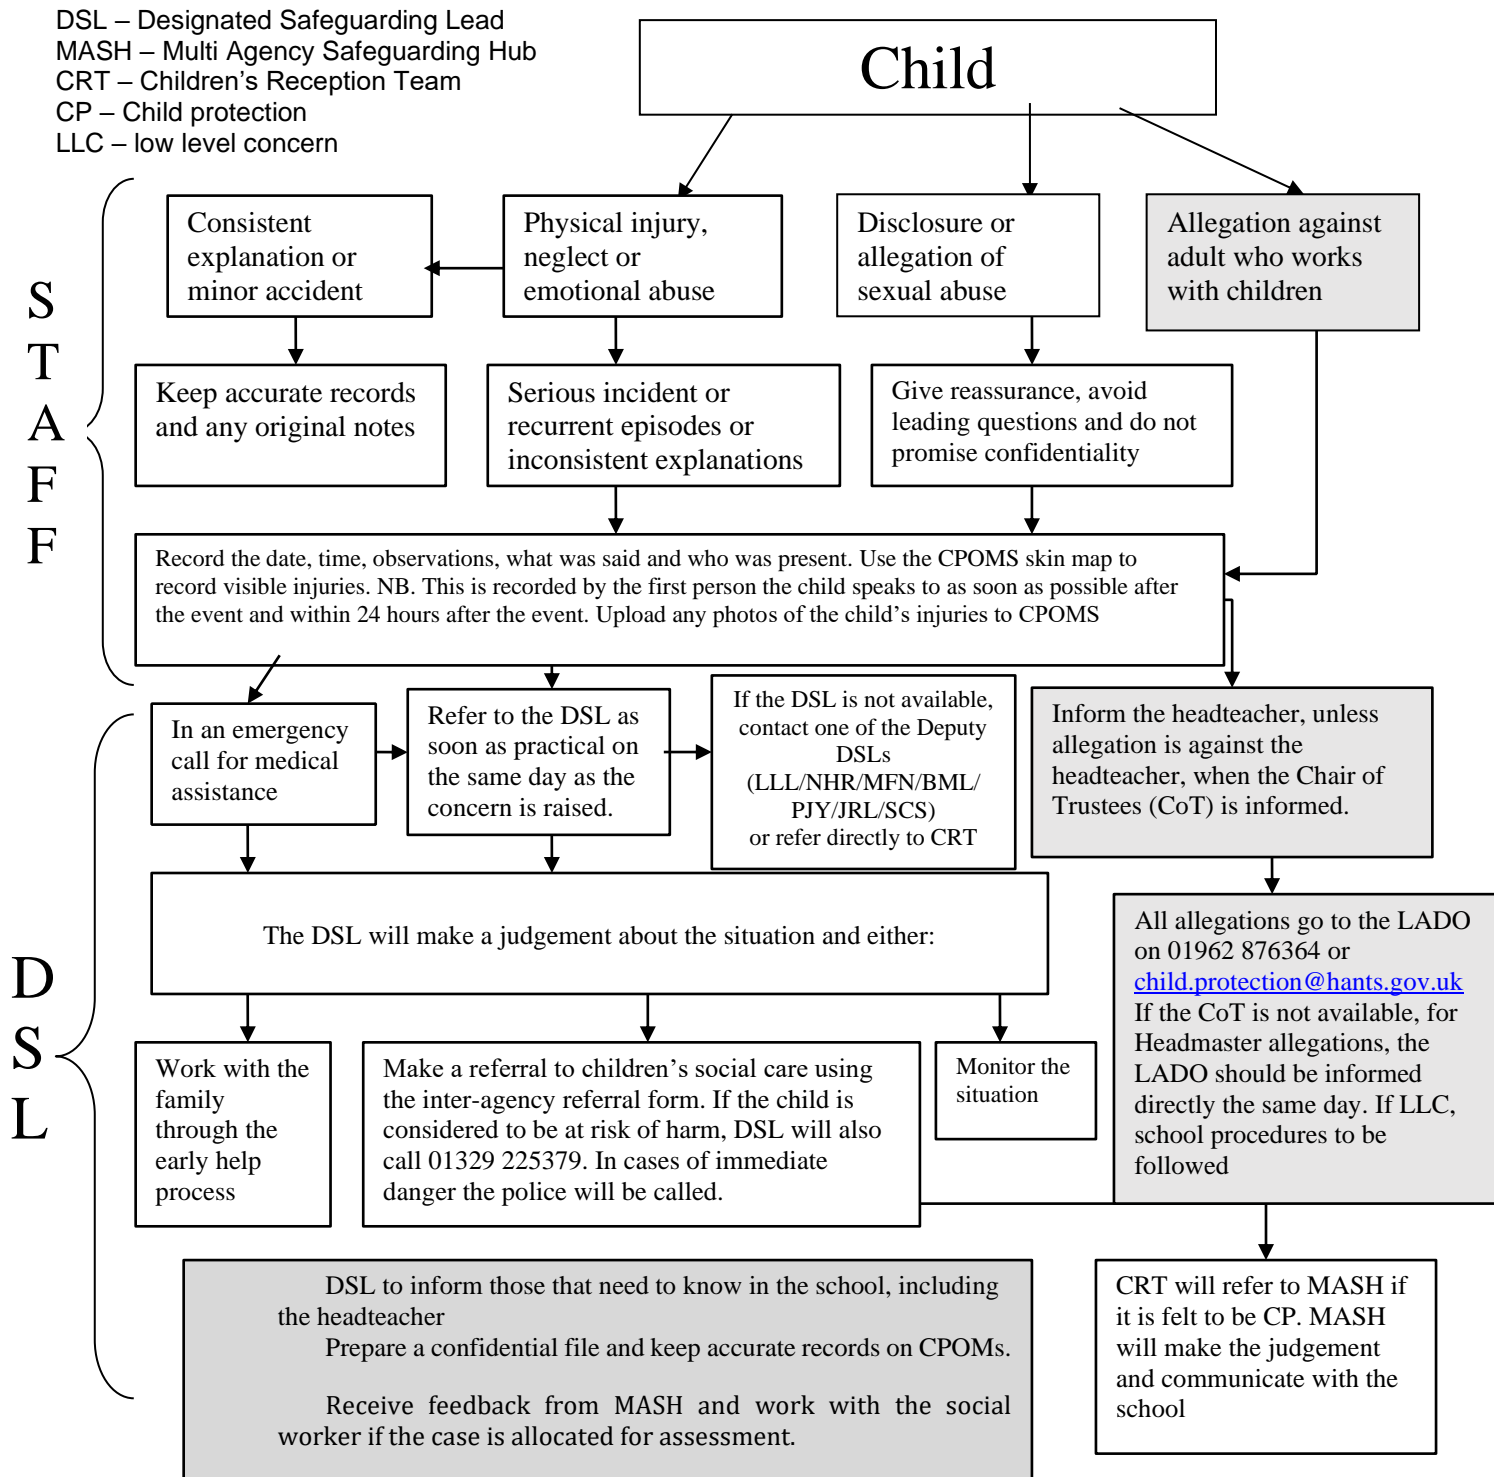 DSL – Designated Safeguarding Lead
MASH – Multi Agency Safeguarding Hub
CRT – Children's Reception Team
CP – Child protection
LLC – low level concern
Child
S
T
A
F
F
Consistent
explanation or
minor accident
Physical injury,
neglect or
emotional abuse
Disclosure or
allegation of
sexual abuse
Allegation against
adult who works
with children
Keep accurate records
and any original notes
Serious incident or
recurrent episodes or
inconsistent explanations
Give reassurance, avoid
leading questions and do not
promise confidentiality
Record the date, time, observations, what was said and who was present. Use the CPOMS skin map to
record visible injuries. NB. This is recorded by the first person the child speaks to as soon as possible after
the event and within 24 hours after the event. Upload any photos of the child's injuries to CPOMS
D
S
L
In an emergency
call for medical
assistance
Refer to the DSL as
soon as practical on
the same day as the
concern is raised.
If the DSL is not available,
contact one of the Deputy
DSLs
(LLL/NHR/MFN/BML/
PJY/JRL/SCS)
or refer directly to CRT
Inform the headteacher, unless
allegation is against the
headteacher, when the Chair of
Trustees (CoT) is informed.
The DSL will make a judgement about the situation and either:
All allegations go to the LADO
on 01962 876364 or
child.protection@hants.gov.uk
If the CoT is not available, for
Headmaster allegations, the
LADO should be informed
directly the same day. If LLC,
school procedures to be
followed
Work with the
family
through the
early help
process
Make a referral to children's social care using
the inter-agency referral form. If the child is
considered to be at risk of harm, DSL will also
call 01329 225379. In cases of immediate
danger the police will be called.
Monitor the
situation
DSL to inform those that need to know in the school, including
the headteacher
Prepare a confidential file and keep accurate records on CPOMs.
Receive feedback from MASH and work with the social
worker if the case is allocated for assessment.
CRT will refer to MASH if
it is felt to be CP. MASH
will make the judgement
and communicate with the
school